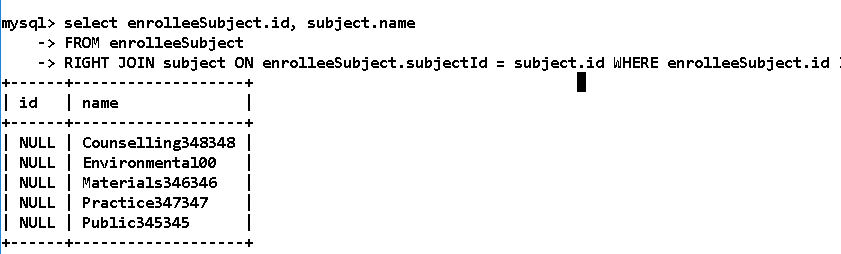 mysql> select enrolleeSubject.id, subject.name
-> FROM enrolleeSubject
-> RIGHT JOIN subject ON enrolleeSubject.subjectId = subject.id WHERE enrolleeSubject.id
+------+------------------+
| id | name |
+------+------------------+
| NULL | Counselling348348 |
| NULL | Environmental00 |
| NULL | Materials346346 |
| NULL | Practice347347 |
| NULL | Public345345 |
+------+------------------+